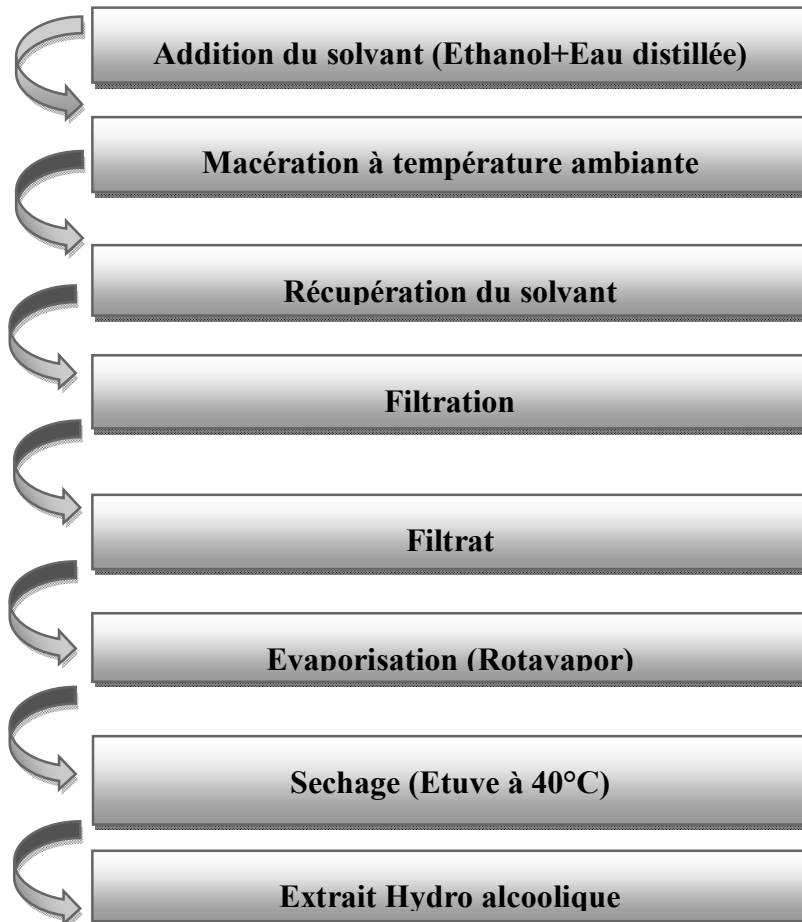 Addition du solvant (Ethanol+Eau distillée)
Macération à température ambiante
Récupération du solvant
Filtration
Filtrat
Evaporisation (Rotavapor)
Sechage (Etuve à 40°C)
Extrait Hydro alcoolique